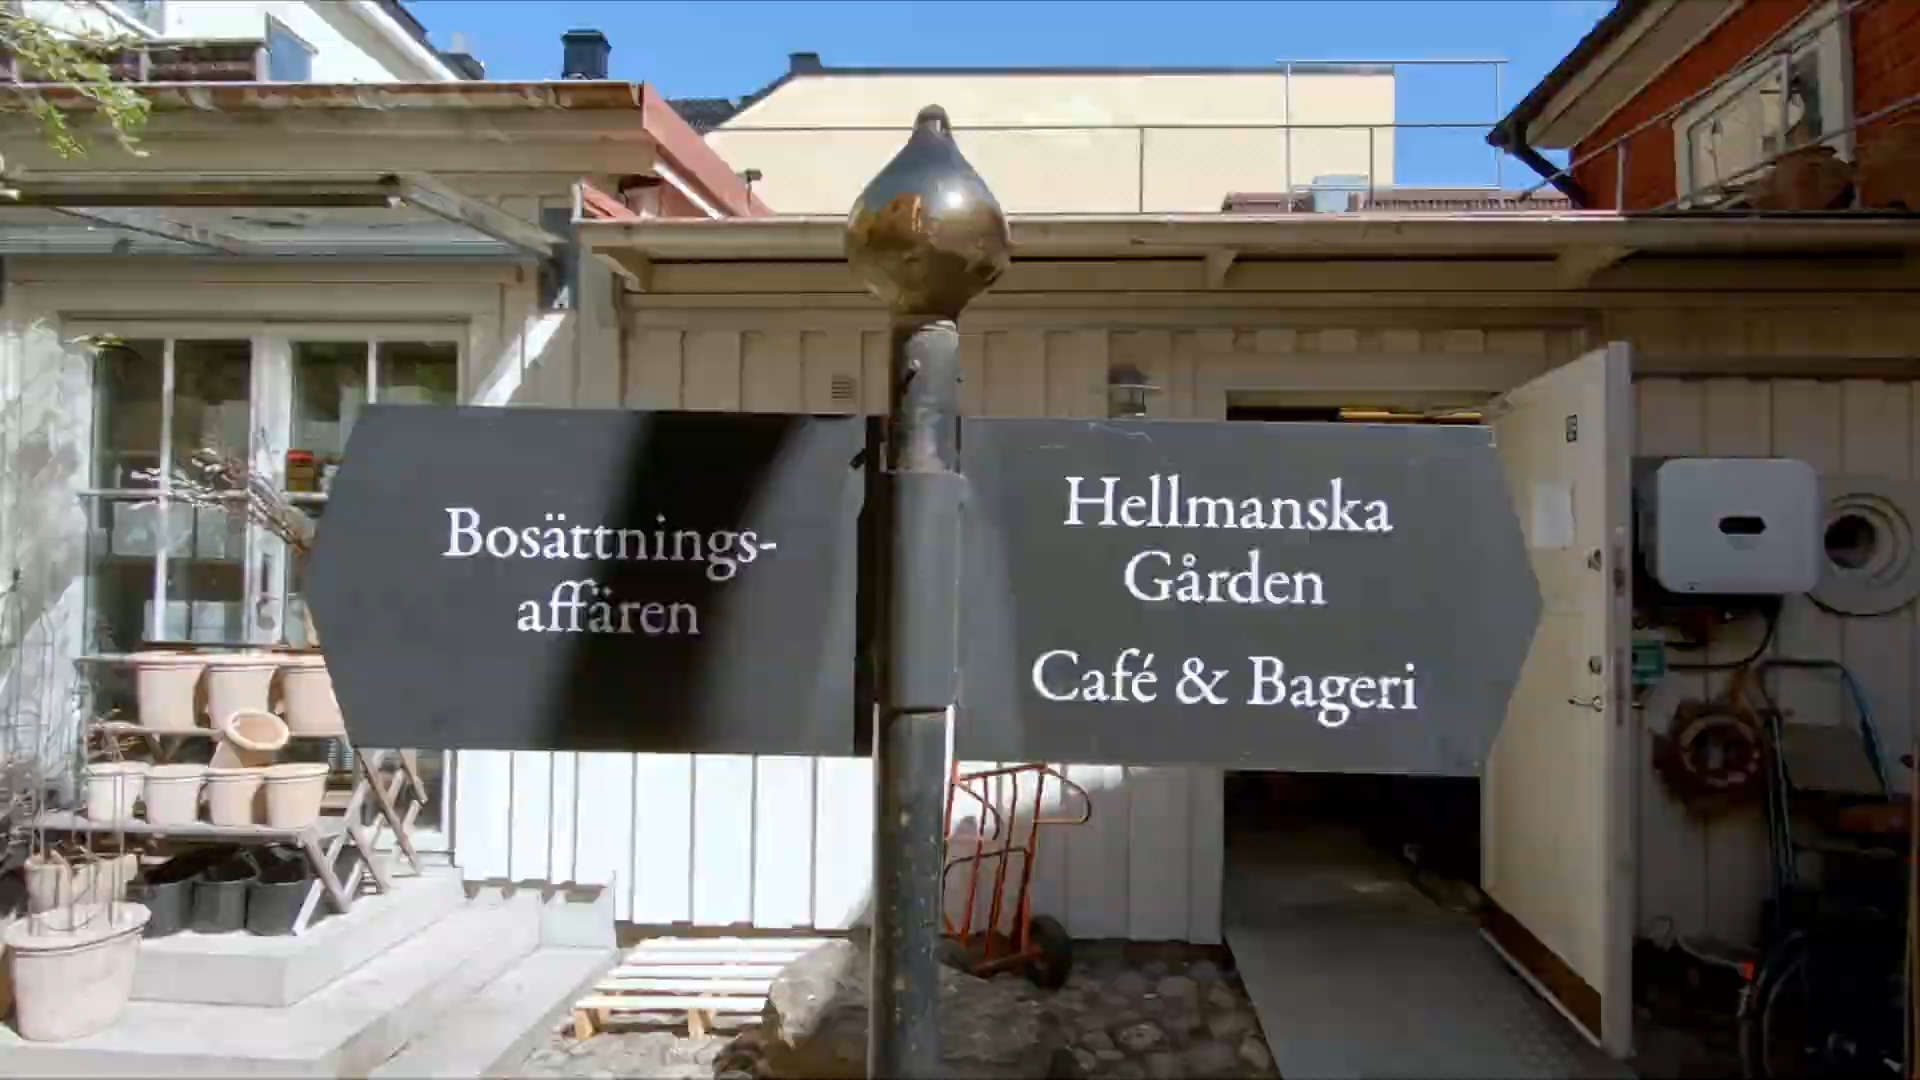 Bosättnings-
affären
Hellmanska
Gården
Café & Bageri